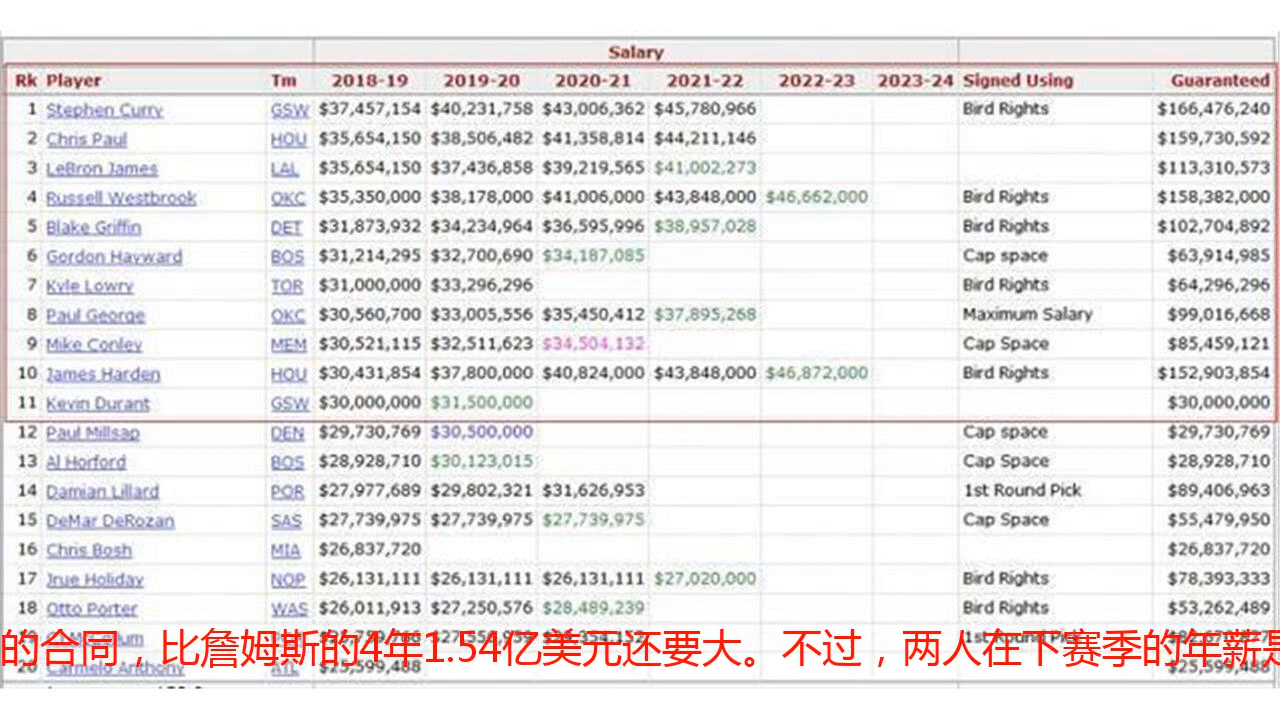 Salary
Rk Player Tm 2018-19 2019-20 2020-21 2021-22 2022-23 2023-24 Signed Using Guaranteed
1 Stephen Curry GSW $37,457,154 $40,231,758 $43,006,362 $45,780,966 Bird Rights $166,476,240
2 Chris Paul HOU $35,654,150 $38,506,482 $41,358,814 $44,211,146 $159,730,592
3 LeBron James LAL $35,654,150 $37,436,858 $39,219,565 $41,002,273 $113,310,573
4 Russell Westbrook OKC $35,350,000 $38,178,000 $41,006,000 $43,848,000 $46,662,000 Bird Rights $158,382,000
5 Blake Griffin DET $31,873,932 $34,234,964 $36,595,996 $38,957,028 Bird Rights $102,704,892
6 Gordon Hayward BOS $31,214,295 $32,700,690 $34,187,085 Cap space $63,914,985
7 Kyle Lowry TOR $31,000,000 $33,296,296 Bird Rights $64,296,296
8 Paul George OKC $30,560,700 $33,005,556 $35,450,412 $37,895,268 Maximum Salary $99,016,668
9 Mike Conley MEM $30,521,115 $32,511,623 $34,504,132 Cap Space $85,459,121
10 James Harden HOU $30,431,854 $37,800,000 $40,824,000 $43,848,000 $46,872,000 Bird Rights $152,903,854
11 Kevin Durant GSW $30,000,000 $31,500,000 $30,000,000
12 Paul Millsap DEN $29,730,769 $30,500,000 Cap space $29,730,769
13 Al Horford BOS $28,928,710 $30,123,015 Cap Space $28,928,710
14 Damian Lillard POR $27,977,689 $29,802,321 $31,626,953 1st Round Pick $89,406,963
15 DeMar DeRozan SAS $27,739,975 $27,739,975 $27,739,975 Cap Space $55,479,950
16 Chris Bosh MIA $26,837,720 $26,837,720
17 Jrue Holiday NOP $26,131,111 $26,131,111 $26,131,111 $27,020,000 Bird Rights $78,393,333
18 Otto Porter WAS $26,011,913 $27,250,576 $28,489,239 Bird Rights $53,262,489
1st Round Pick
的合同，比詹姆斯的4年1.54亿美元还要大。不过，两人在下赛季的年薪是
20 Carmelo Anthony ATL $25,599,488 $25,599,488